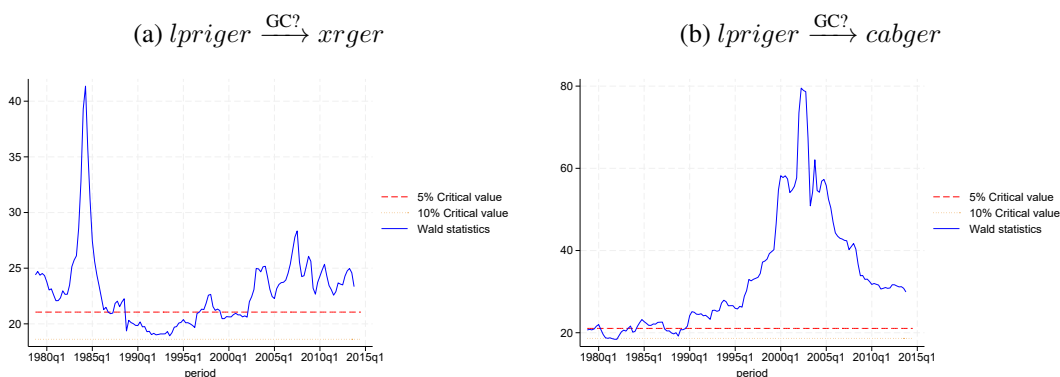 (a) lpriger GC?→ xrger
40
35
30
25
20
1980q1 1985q1 1990q1 1995q1 2000q1 2005q1 2010q1 2015q1
period
5% Critical value
10% Critical value
Wald statistics
(b) lpriger GC?→ cabger
80
60
40
20
1980q1 1985q1 1990q1 1995q1 2000q1 2005q1 2010q1 2015q1
period
5% Critical value
10% Critical value
Wald statistics